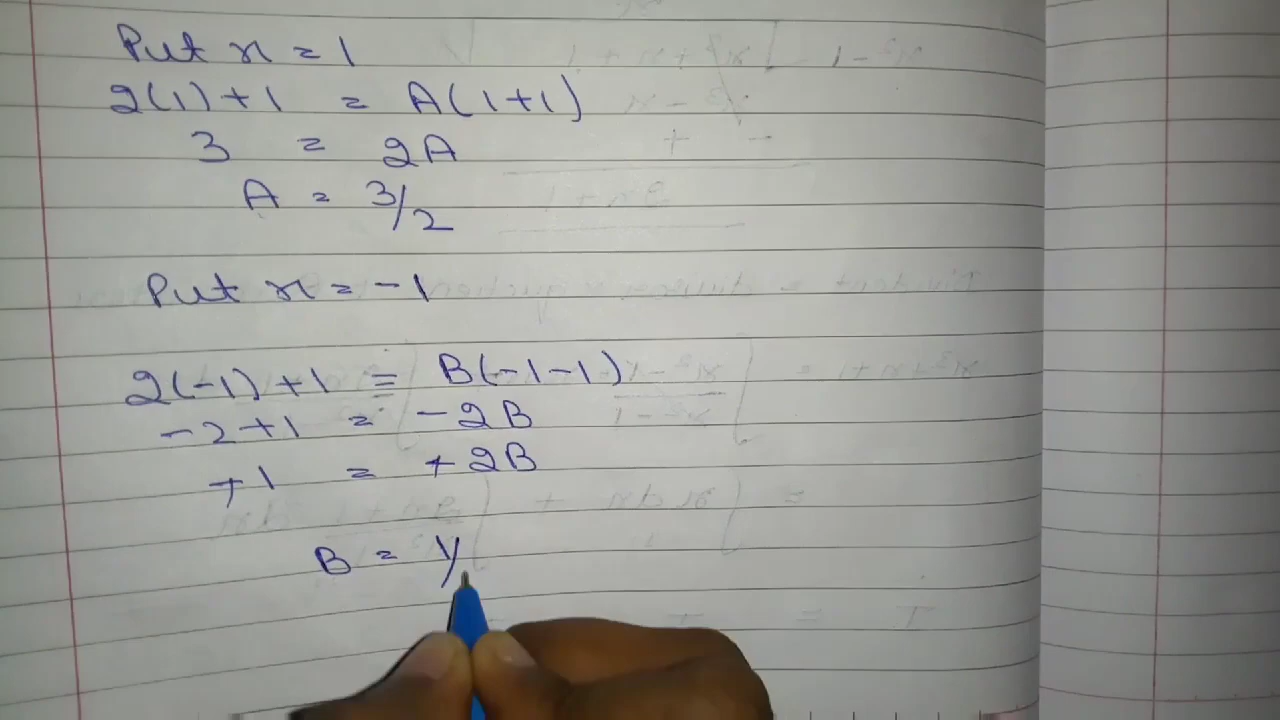 Put x = 1
2(1) + 1 = A(1+1)
3 = 2A
A = 3/2
Put x = -1
2(-1) + 1 = B(-1-1)
-2+1 = -2B
+1 = +2B
B = 1/